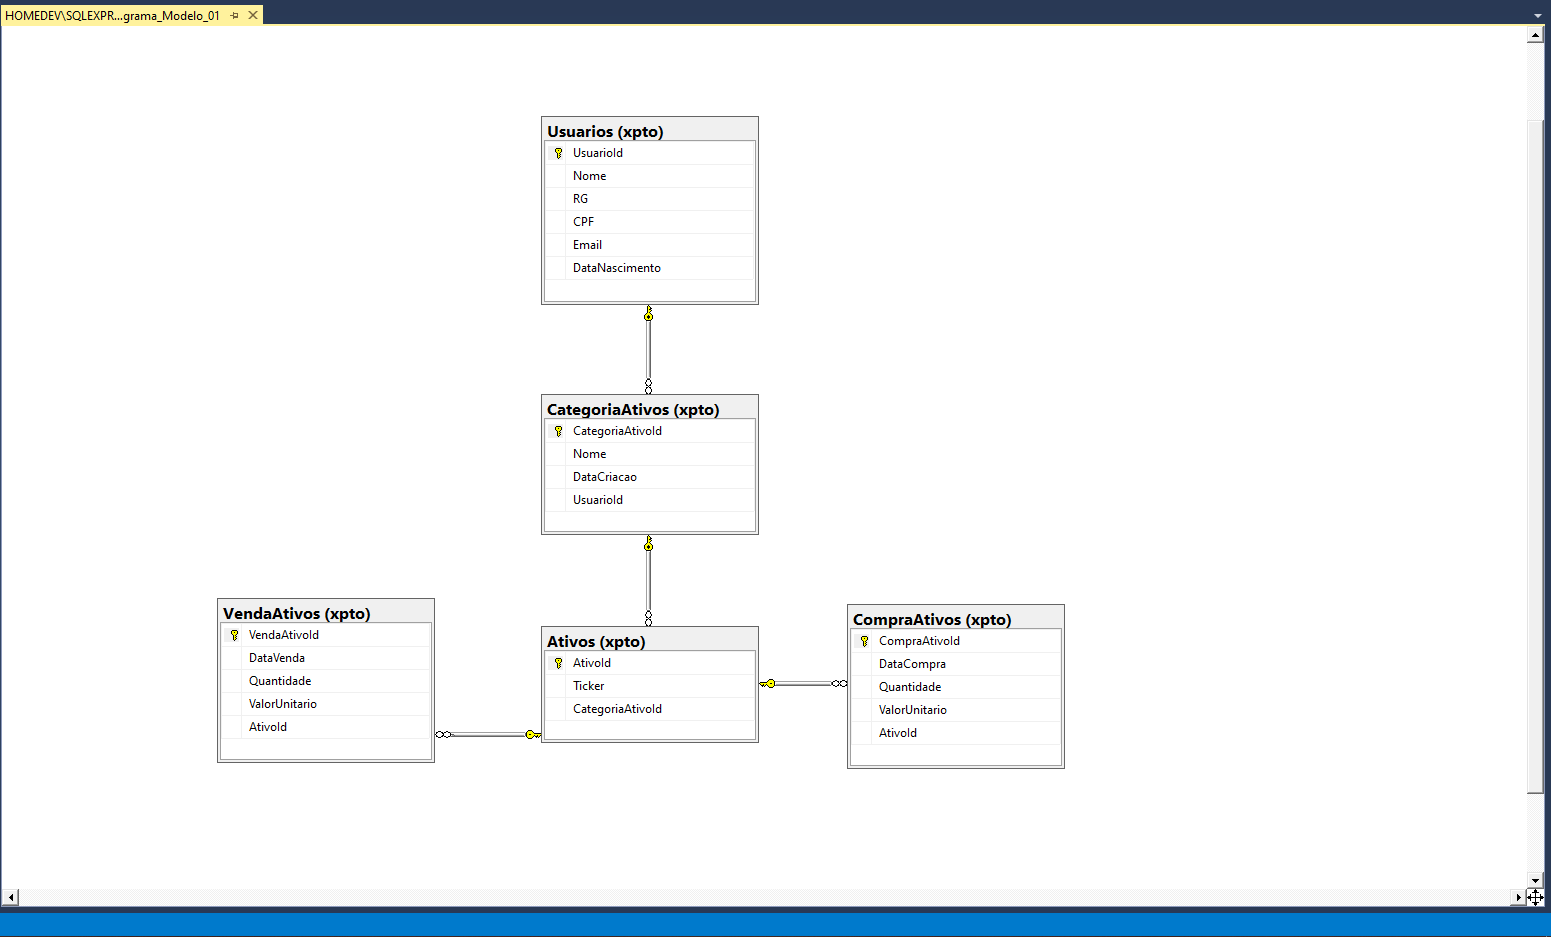 HOMEDEV\SQLEXPR...grama_Modelo_01
Usuarios (xpto)
UsuarioId
Nome
RG
CPF
Email
DataNascimento
CategoriaAtivos (xpto)
CategoriaAtivoId
Nome
DataCriacao
UsuarioId
VendaAtivos (xpto)
VendaAtivoId
DataVenda
Quantidade
ValorUnitario
AtivoId
Ativos (xpto)
AtivoId
Ticker
CategoriaAtivoId
CompraAtivos (xpto)
CompraAtivoId
DataCompra
Quantidade
ValorUnitario
AtivoId